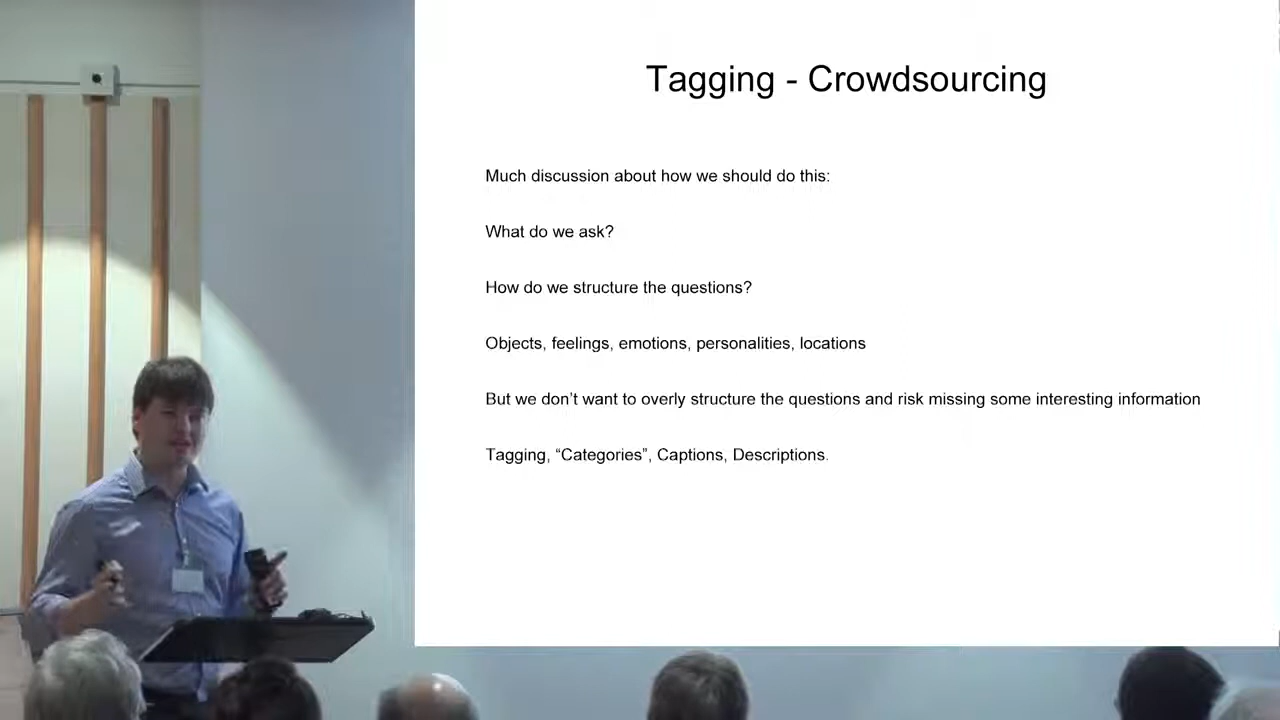 Tagging - Crowdsourcing
Much discussion about how we should do this:
What do we ask?
How do we structure the questions?
Objects, feelings, emotions, personalities, locations
But we don't want to overly structure the questions and risk missing some interesting information
Tagging, “Categories”, Captions, Descriptions.